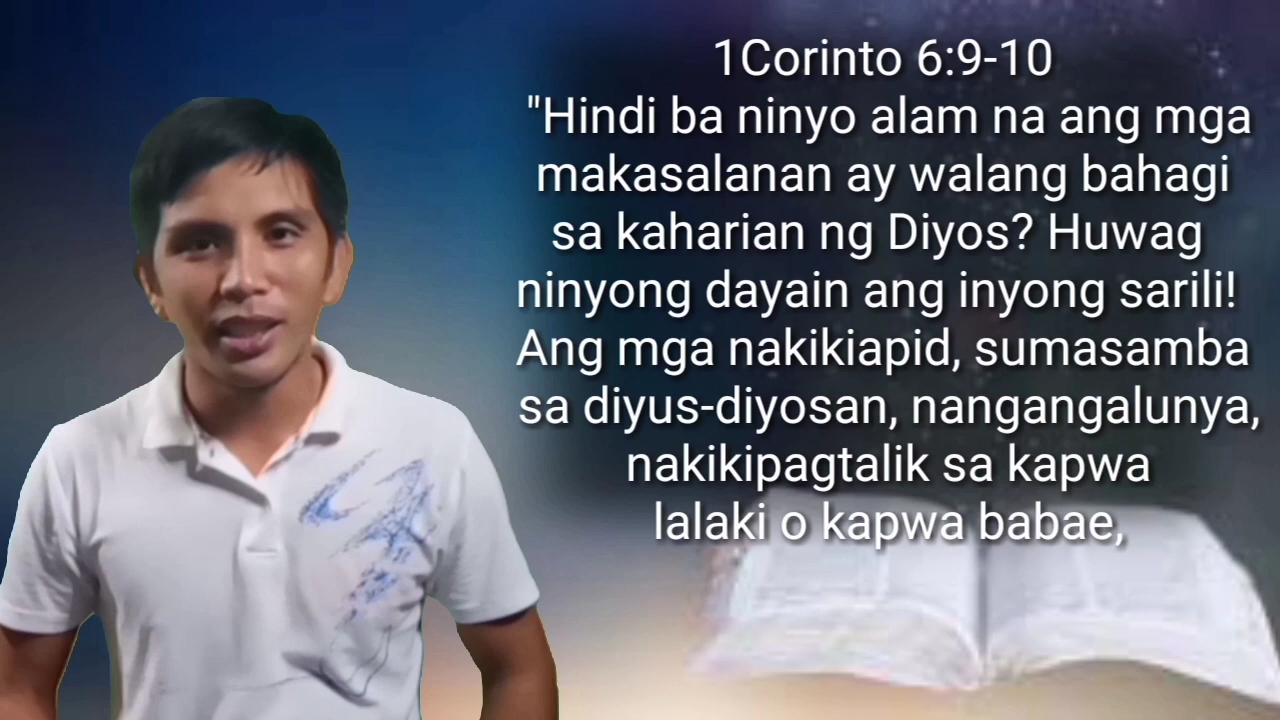 1Corinto 6:9-10
"Hindi ba ninyo alam na ang mga
makasalanan ay walang bahagi
sa kaharian ng Diyos? Huwag
ninyong dayain ang inyong sarili!
Ang mga nakikiapid, sumasamba
sa diyus-diyosan, nangangalunya,
nakikipagtalik sa kapwa
lalaki o kapwa babae,